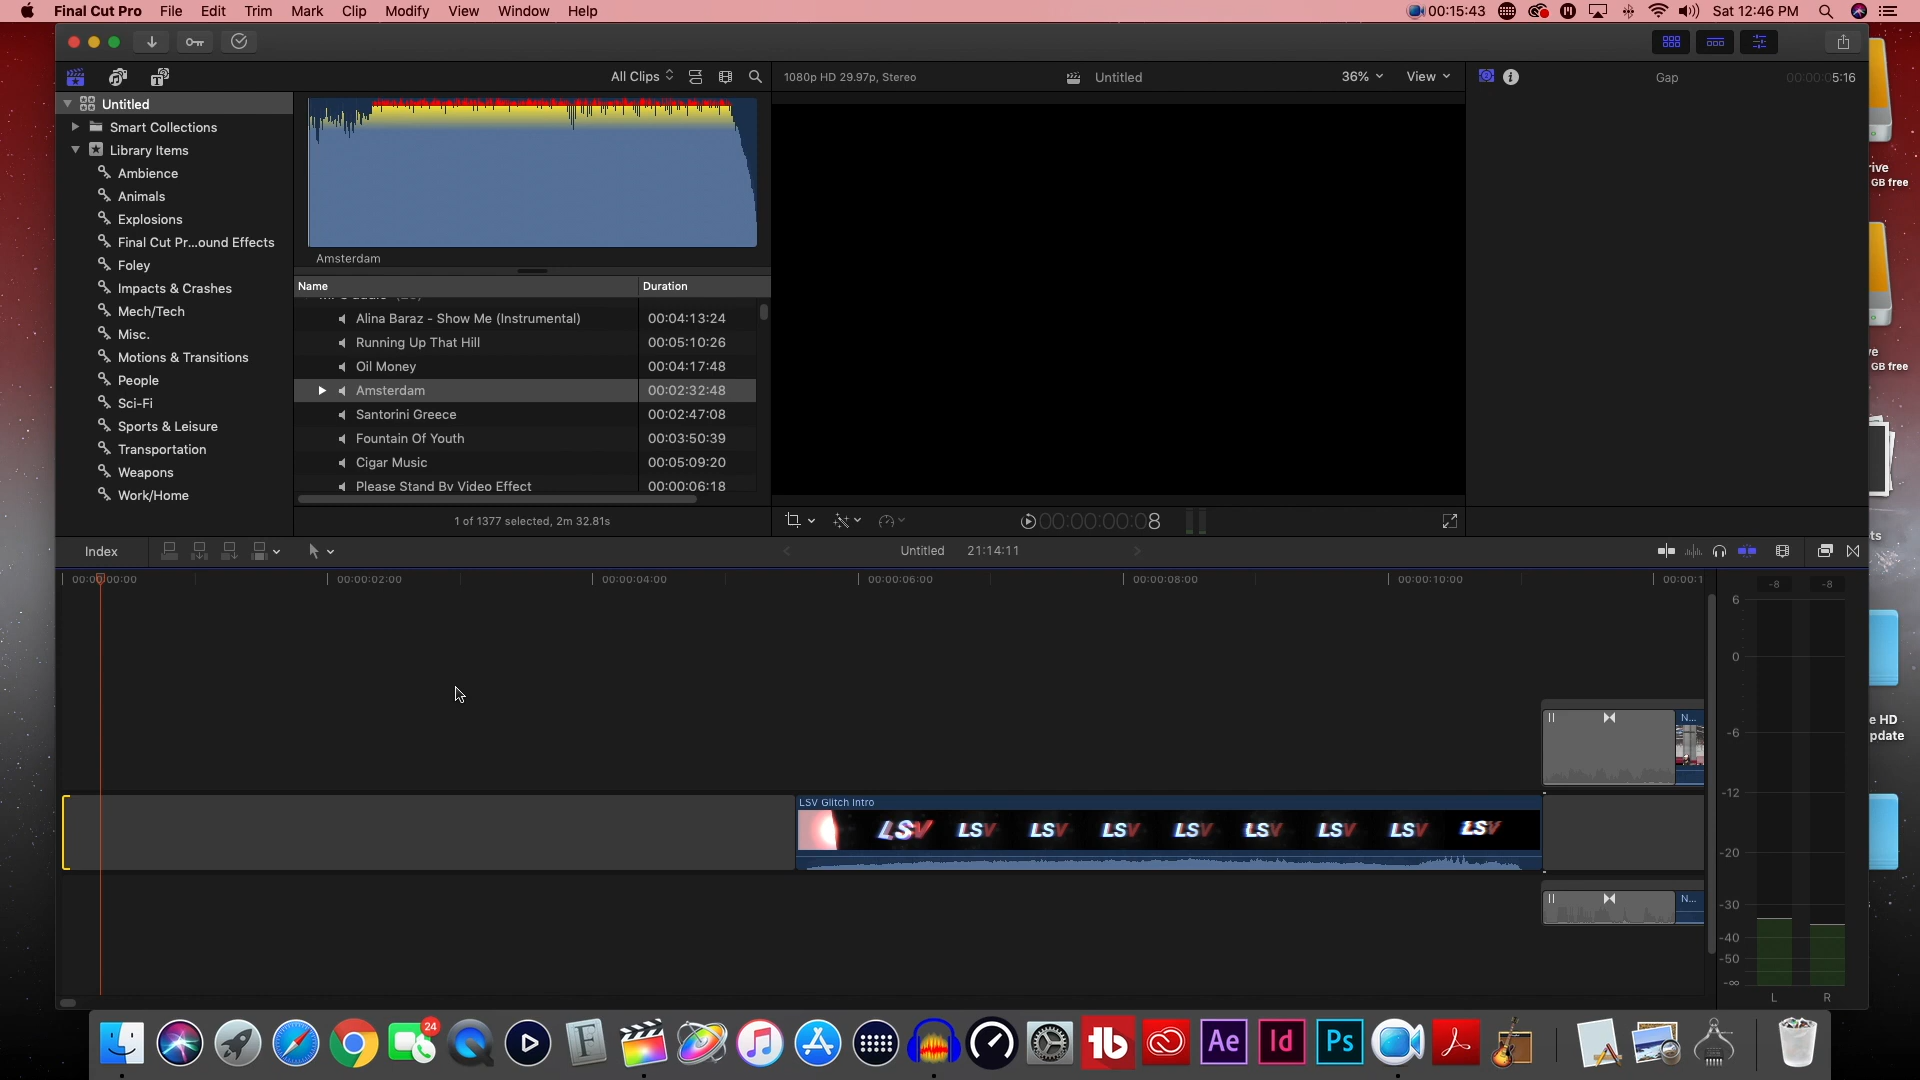 Final Cut Pro File Edit Trim Mark Clip Modify View Window Help 00:15:43 Sat 12:46 PM
All Clips 1080p HD 29.97p, Stereo Untitled 36% View Gap 00:00:05:16
Untitled
Smart Collections
Library Items
Ambience
Animals
Explosions
Final Cut Pr...ound Effects
Foley
Impacts & Crashes
Mech/Tech
Misc.
Motions & Transitions
People
Sci-Fi
Sports & Leisure
Transportation
Weapons
Work/Home
Amsterdam
Name Duration
Alina Baraz - Show Me (Instrumental) 00:04:13:24
Running Up That Hill 00:05:10:26
Oil Money 00:04:17:48
Amsterdam 00:02:32:48
Santorini Greece 00:02:47:08
Fountain Of Youth 00:03:50:39
Cigar Music 00:05:09:20
Please Stand By Video Effect 00:00:06:18
1 of 1377 selected, 2m 32.81s
00:00:00:08
rive
GB free
ve
GB free
ts
e HD
pdate
Index Untitled 21:14:11
00:00:02:00 00:00:04:00 00:00:06:00 00:00:08:00 00:00:10:00 00:00:1
N...
LSV Glitch Intro
LSV LSV LSV LSV LSV LSV LSV LSV LSV
N...
-8 -8
6
0
-6
-12
-20
-30
-40
-50
-∞
L R
24
Ae Id Ps